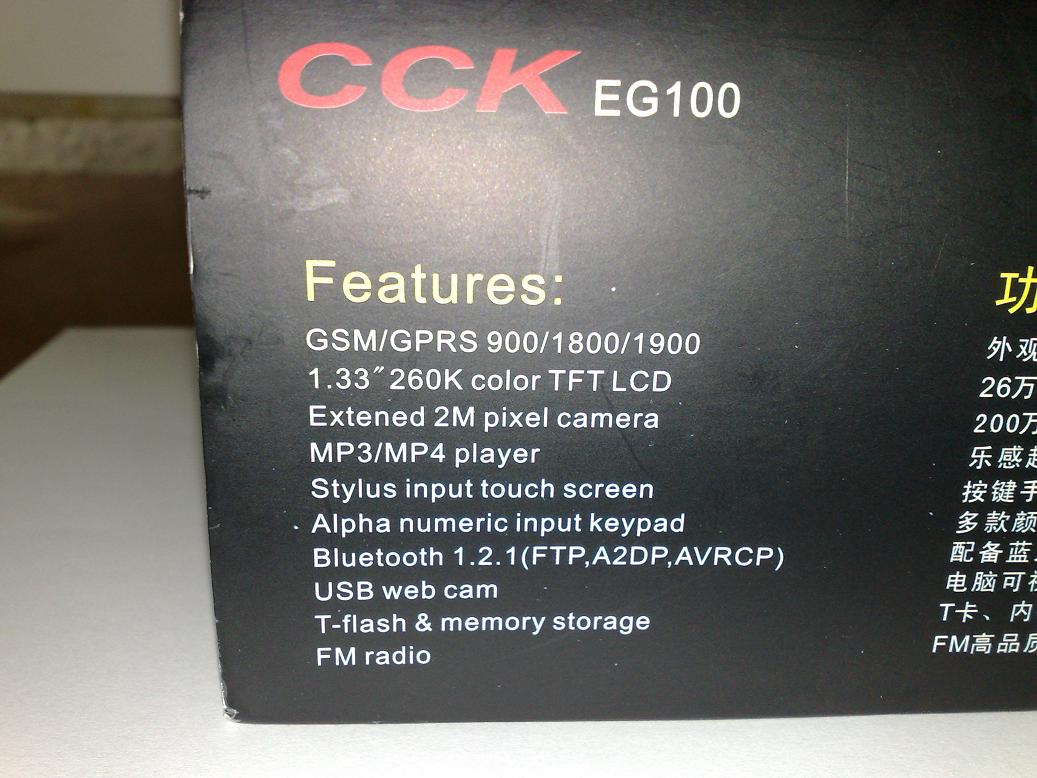 CCK EG100
Features:
GSM/GPRS 900/1800/1900
1.33″260K color TFT LCD
Extened 2M pixel camera
MP3/MP4 player
Stylus input touch screen
Alpha numeric input keypad
Bluetooth 1.2.1(FTP,A2DP,AVRCP)
USB web cam
T-flash & memory storage
FM radio
功
外观
26万
200万
乐感超
按键手
多款颜
配备蓝
电脑可视
T卡、内
FM高品质